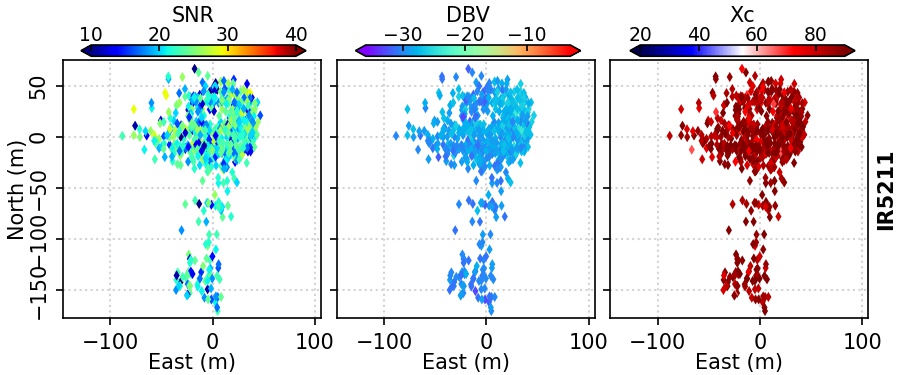 SNR DBV Xc
10 20 30 40 −30 −20 −10 20 40 60 80
50
0
−50
−100
−150
North (m)
IR5211
−100 0 100 −100 0 100 −100 0 100
East (m) East (m) East (m)